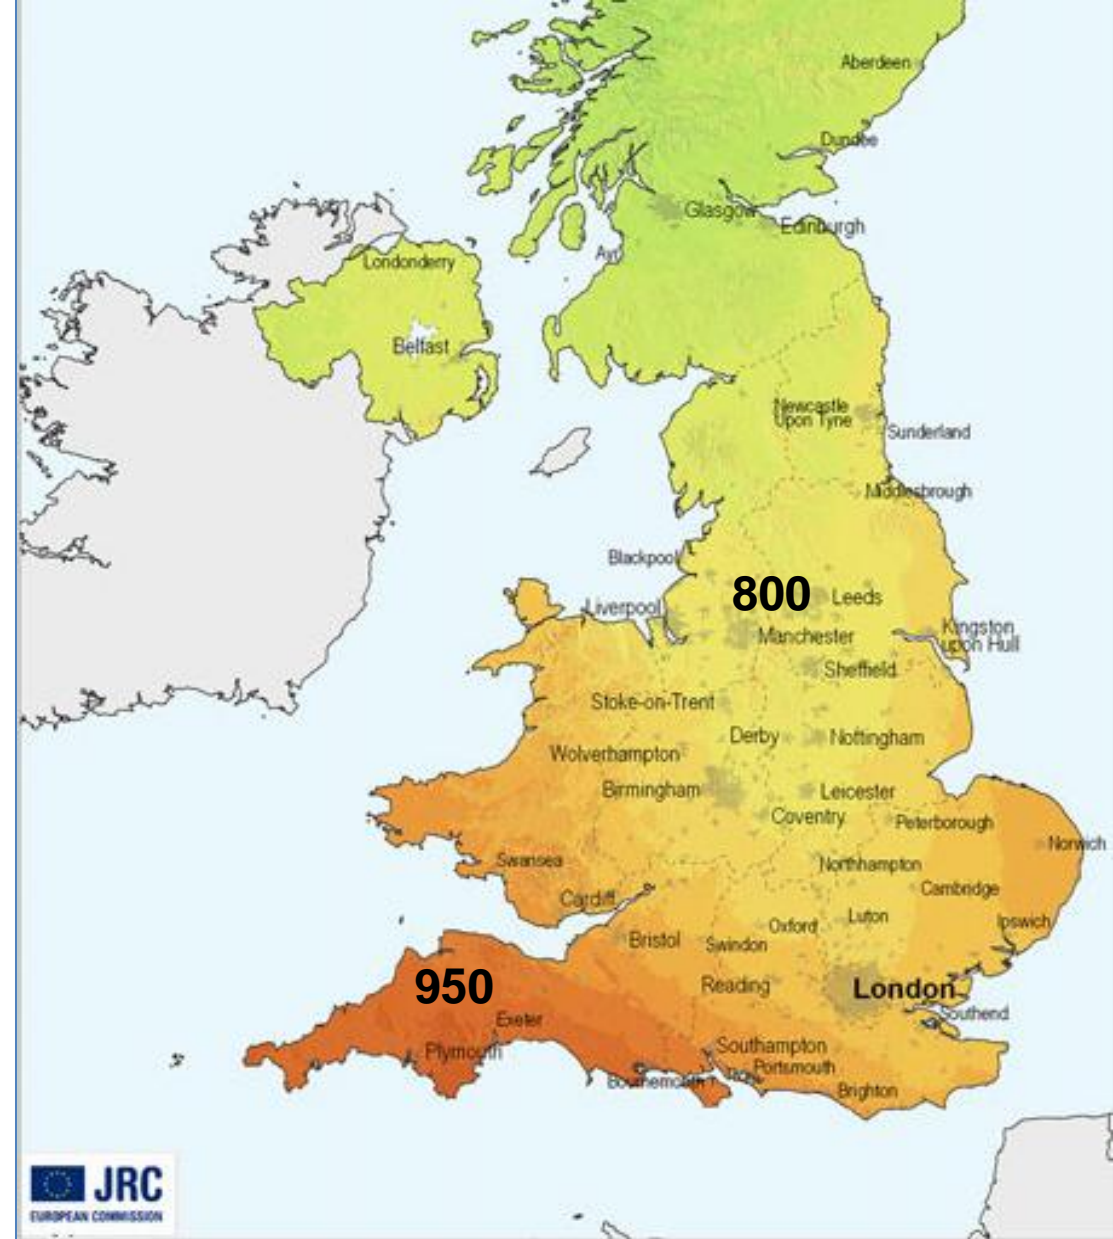 Aberdeen
Dundee
Glasgow
Edinburgh
Ayr
Londonderry
Belfast
Newcastle
Upon Tyne
Sunderland
Middlesbrough
Blackpool
800
Leeds
Liverpool
Manchester
Kingston
upon Hull
Sheffield
Stoke-on-Trent
Derby
Nottingham
Wolverhampton
Birmingham
Leicester
Coventry
Peterborough
Norwich
Swansea
Northhampton
Cambridge
Cardiff
Oxford
Luton
Ipswich
Bristol
Swindon
950
Reading
London
Southend
Exeter
Plymouth
Southampton
Portsmouth
Bournemouth
Brighton
JRC
EUROPEAN COMMISSION